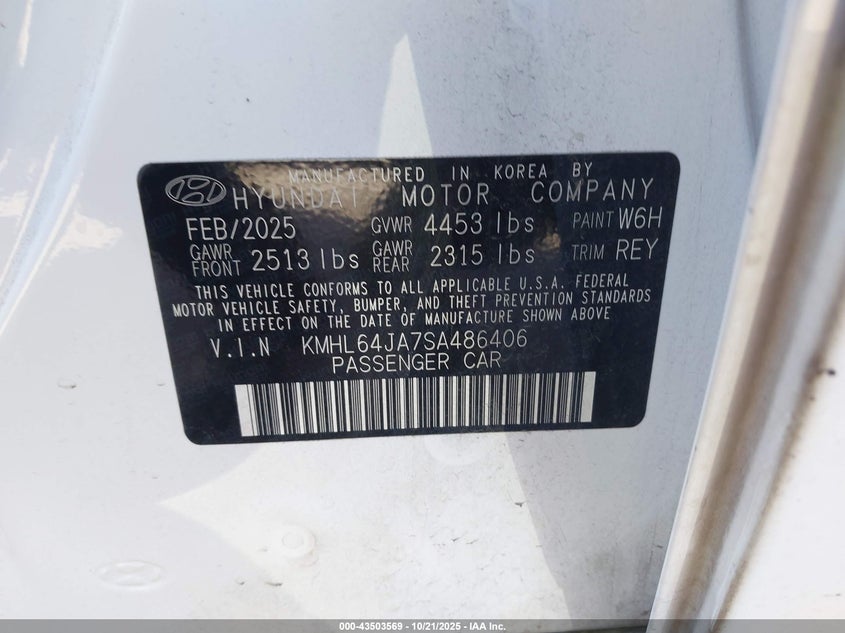 MANUFACTURED IN KOREA BY
HYUNDAI MOTOR COMPANY
FEB/2025 GVWR 4453 lbs PAINT W6H
GAWR FRONT 2513 lbs GAWR REAR 2315 lbs TRIM REY
THIS VEHICLE CONFORMS TO ALL APPLICABLE U.S.A. FEDERAL
MOTOR VEHICLE SAFETY, BUMPER, AND THEFT PREVENTION STANDARDS
IN EFFECT ON THE DATE OF MANUFACTURE SHOWN ABOVE
V.I.N KMHL64JA7SA486406
PASSENGER CAR
000-43503569 - 10/21/2025 - IAA Inc.